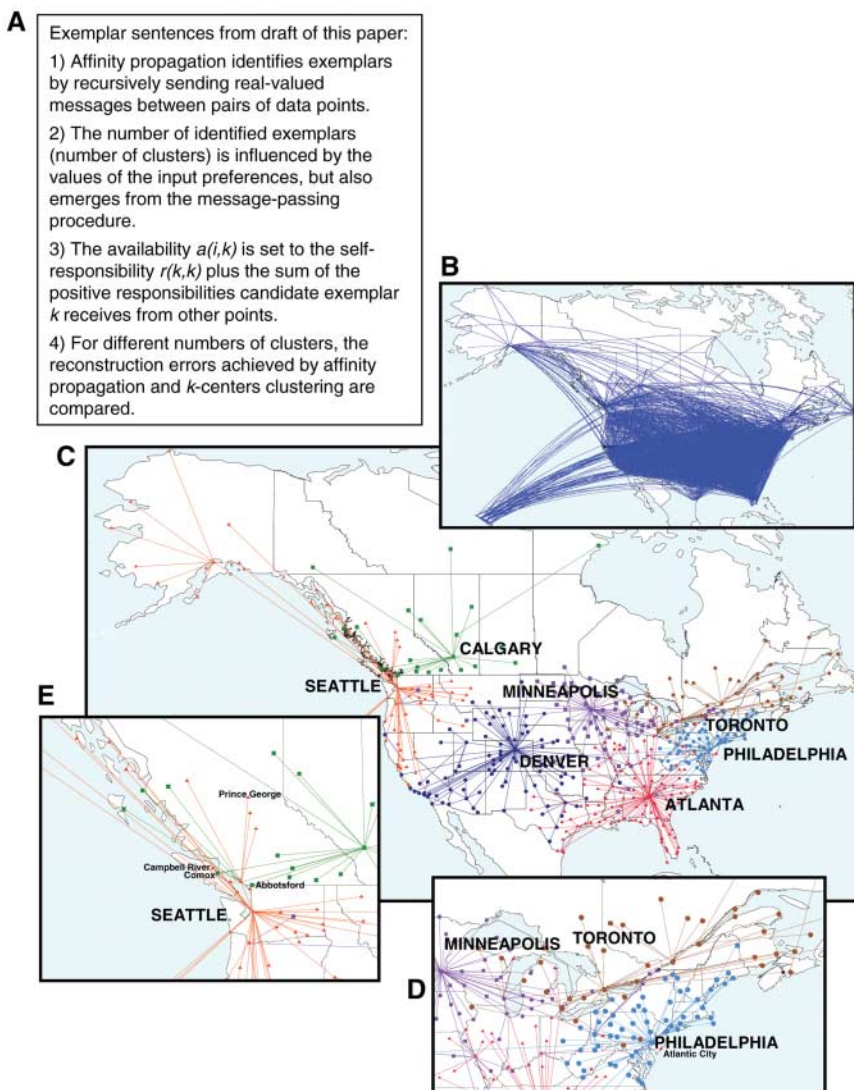 A
Exemplar sentences from draft of this paper:
1) Affinity propagation identifies exemplars
by recursively sending real-valued
messages between pairs of data points.
2) The number of identified exemplars
(number of clusters) is influenced by the
values of the input preferences, but also
emerges from the message-passing
procedure.
3) The availability a(i,k) is set to the self-
responsibility r(k,k) plus the sum of the
positive responsibilities candidate exemplar
k receives from other points.
4) For different numbers of clusters, the
reconstruction errors achieved by affinity
propagation and k-centers clustering are
compared.
B
C
CALGARY
SEATTLE
MINNEAPOLIS
TORONTO
PHILADELPHIA
DENVER
ATLANTA
E
Prince George
Campbell River
Comox
Abbotsford
SEATTLE
D
MINNEAPOLIS
TORONTO
PHILADELPHIA
Atlantic City